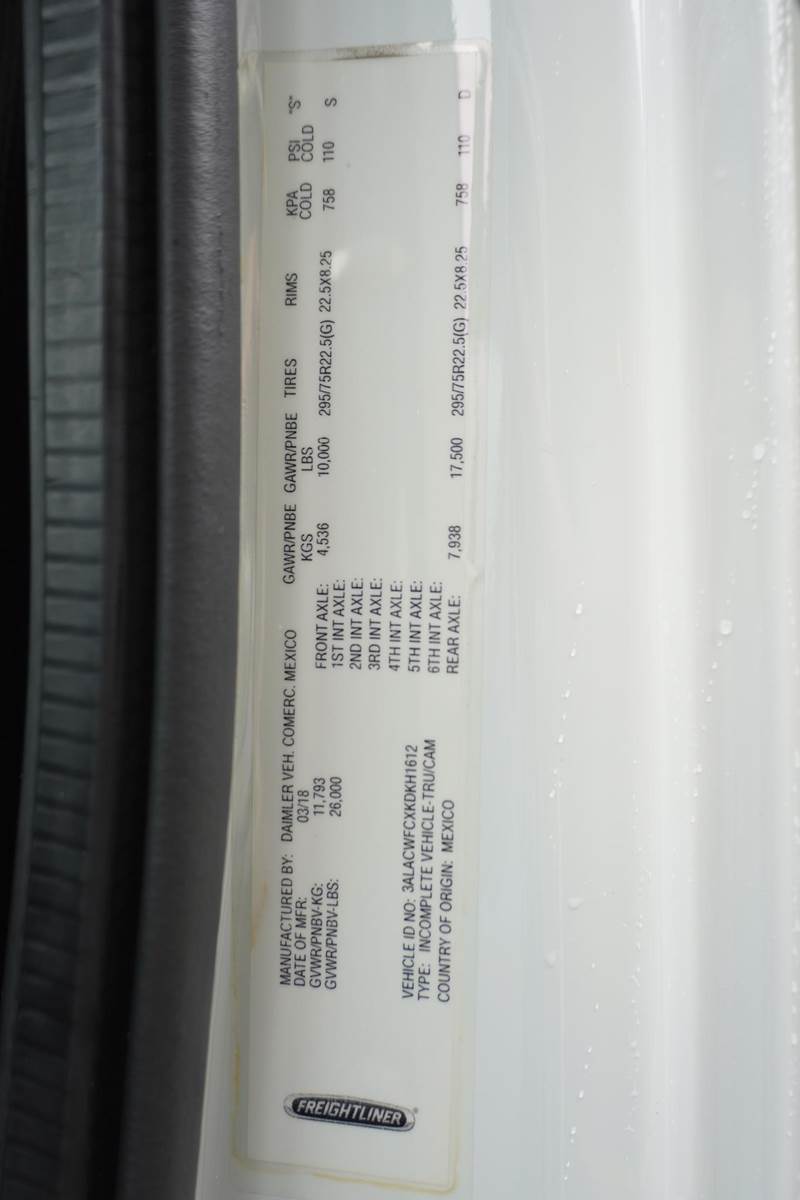 FREIGHTLINER
MANUFACTURED BY: DAIMLER VEH. COMERC. MEXICO
DATE OF MFR: 03/18
GVWR/PNBV-KG: 11,793
GVWR/PNBV-LBS: 26,000
VEHICLE ID NO: 3ALACWFCXKDKH1612
TYPE: INCOMPLETE VEHICLE-TRU/CAM
COUNTRY OF ORIGIN: MEXICO
GAWR/PNBE GAWR/PNBE TIRES RIMS KPA PSI "S"
KGS LBS COLD COLD
FRONT AXLE: 4,536 10,000 295/75R22.5(G) 22.5X8.25 758 110 S
1ST INT AXLE:
2ND INT AXLE:
3RD INT AXLE:
4TH INT AXLE:
5TH INT AXLE:
6TH INT AXLE:
REAR AXLE: 7,938 17,500 295/75R22.5(G) 22.5X8.25 758 110 D